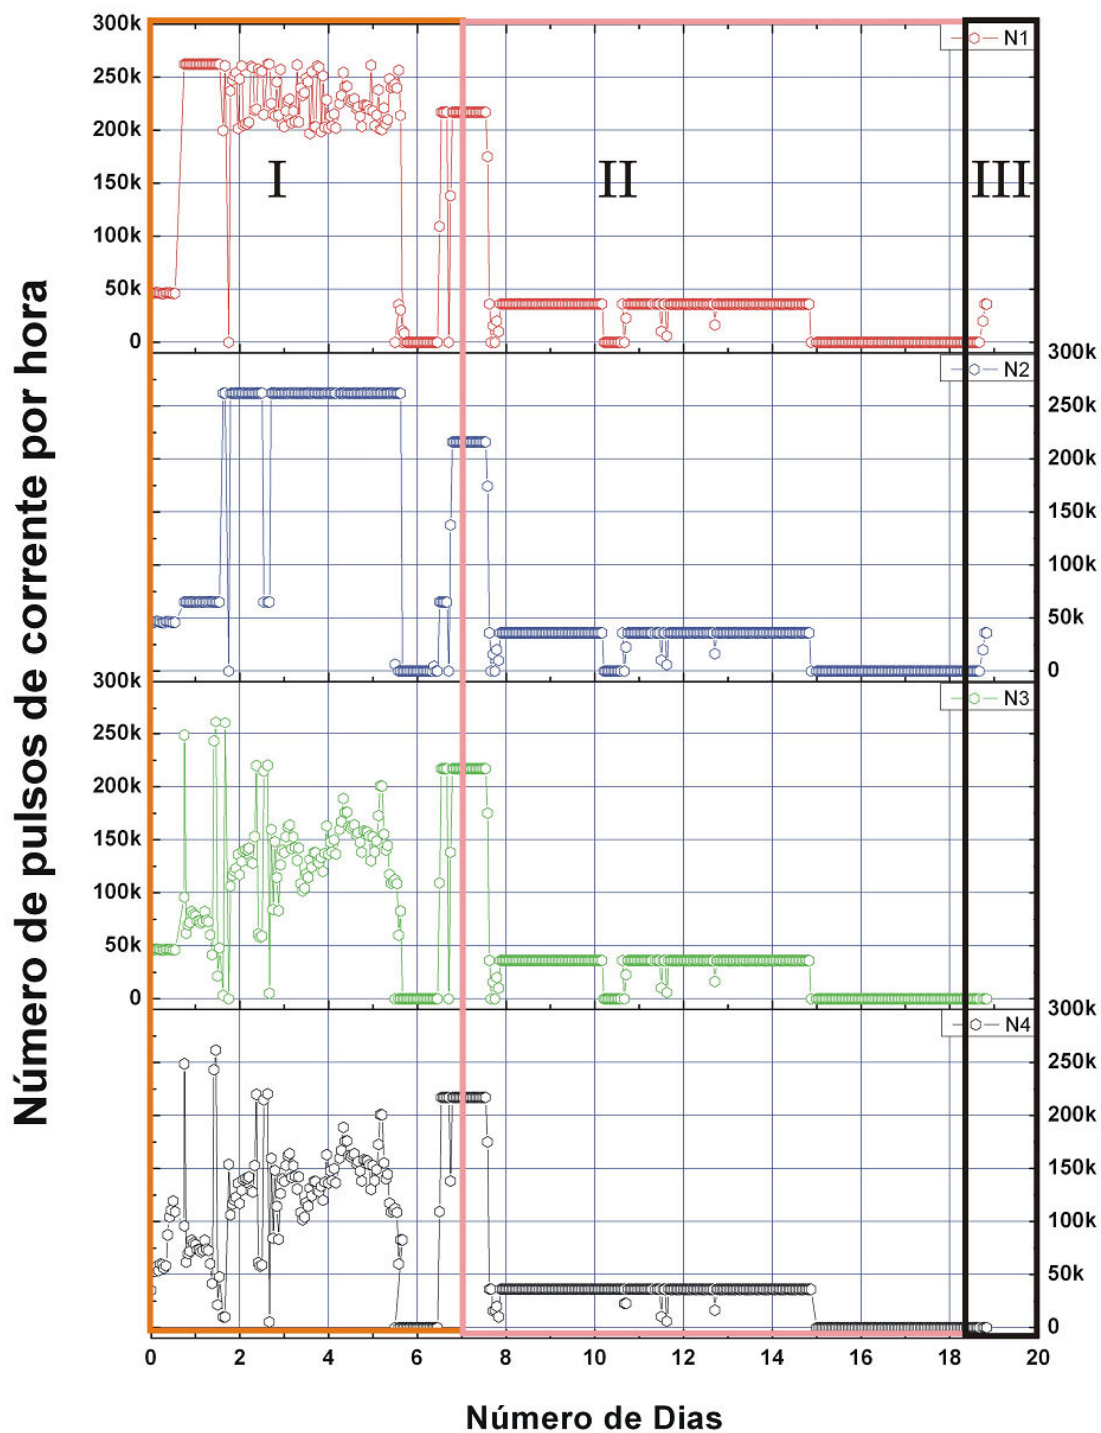 Número de pulsos de corrente por hora
300k
250k
200k
150k
100k
50k
0
N1
I
II
III
300k
250k
200k
150k
100k
50k
0
N2
300k
250k
200k
150k
100k
50k
0
N3
300k
250k
200k
150k
100k
50k
0
N4
0 2 4 6 8 10 12 14 16 18 20
Número de Dias